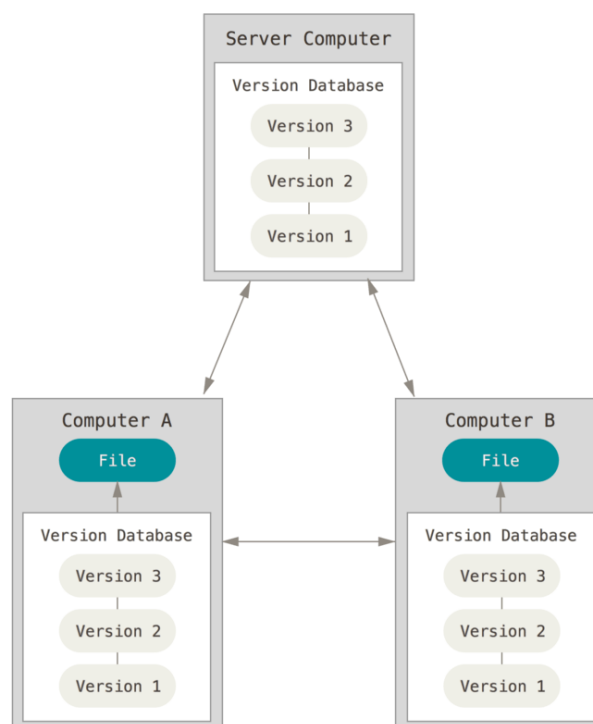 Server Computer
Version Database
Version 3
Version 2
Version 1
Computer A
File
Version Database
Version 3
Version 2
Version 1
Computer B
File
Version Database
Version 3
Version 2
Version 1